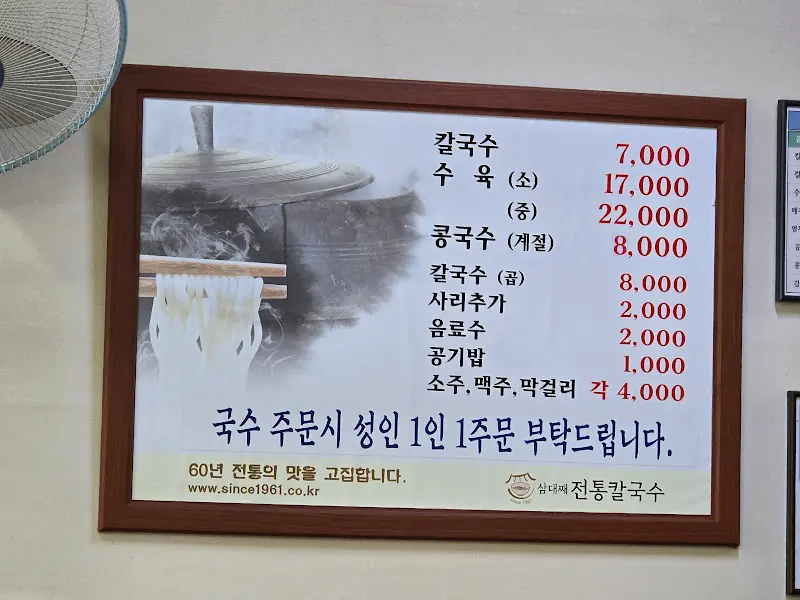 칼국수 7,000
수 육 (소) 17,000
(중) 22,000
콩국수 (계절) 8,000
칼국수 (곱) 8,000
사리추가 2,000
음료수 2,000
공기밥 1,000
소주,맥주,막걸리 각 4,000
국수 주문시 성인 1인 1주문 부탁드립니다.
60년 전통의 맛을 고집합니다.
www.since1961.co.kr
삼대째 전통칼국수